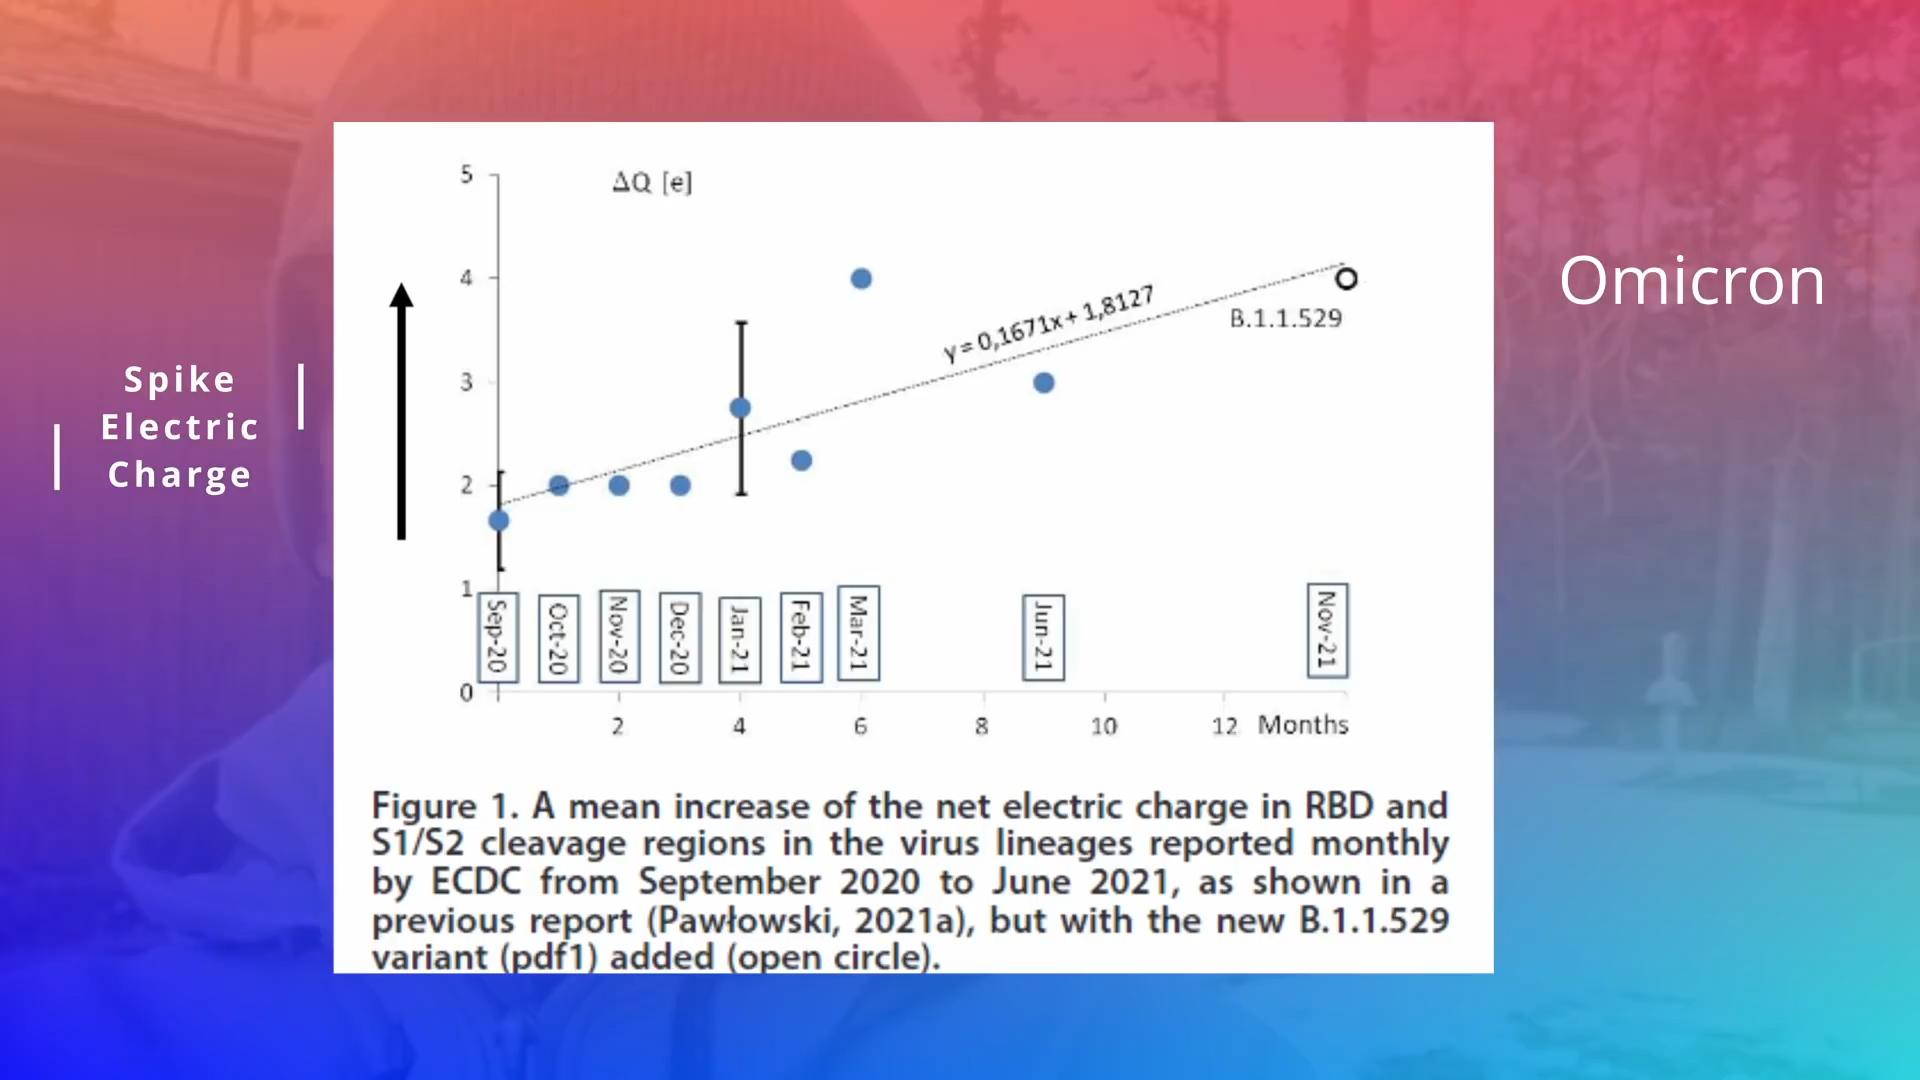 ΔQ [e]
5
4
3
2
1
0
y = 0,1671x + 1,8127
B.1.1.529
Sep-20
Oct-20
Nov-20
Dec-20
Jan-21
Feb-21
Mar-21
Jun-21
Nov-21
2
4
6
8
10
12
Months
Spike
Electric
Charge
Omicron
Figure 1. A mean increase of the net electric charge in RBD and
S1/S2 cleavage regions in the virus lineages reported monthly
by ECDC from September 2020 to June 2021, as shown in a
previous report (Pawłowski, 2021a), but with the new B.1.1.529
variant (pdf1) added (open circle).